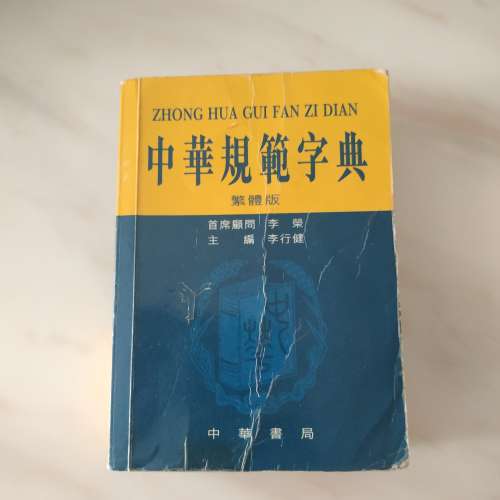 ZHONG HUA GUI FAN ZI DIAN
中華規範字典
繁體版
首席顧問 李榮
主編 李行健
中華書局